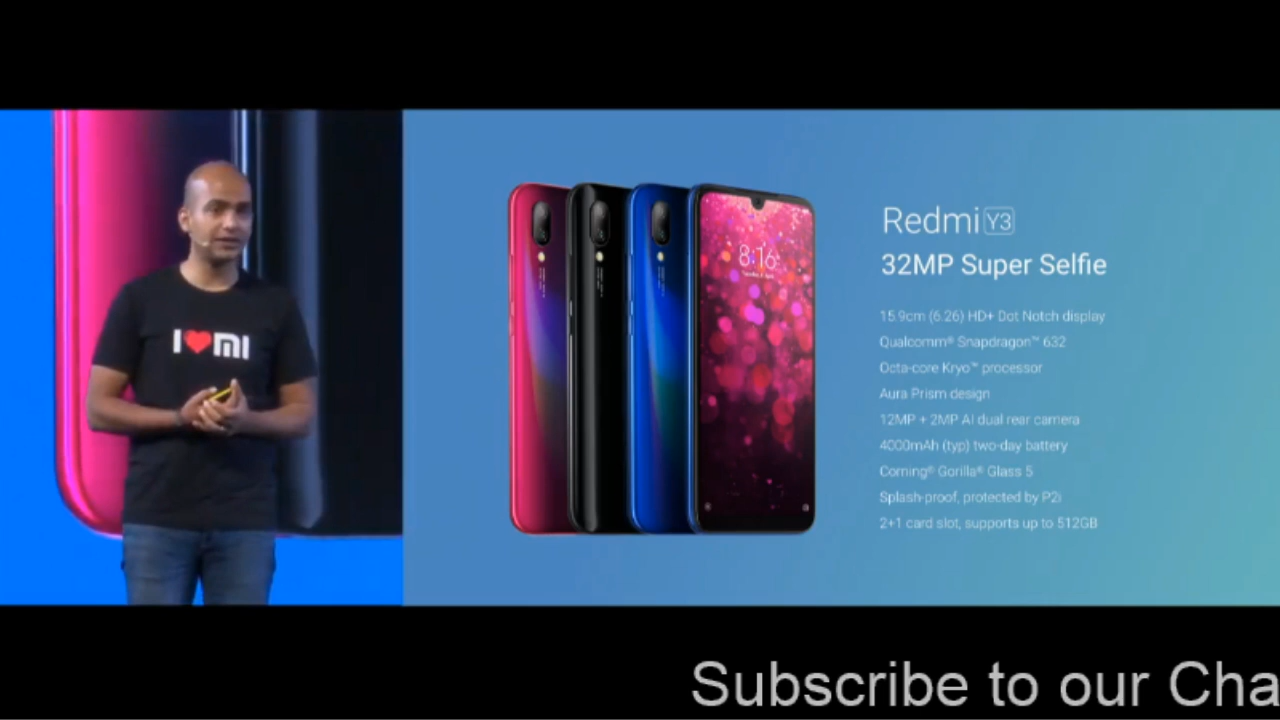 I ❤ MI
8:16
Redmi Y3
32MP Super Selfie
15.9cm (6.26) HD+ Dot Notch display
Qualcomm® Snapdragon™ 632
Octa-core Kryo™ processor
Aura Prism design
12MP + 2MP AI dual rear camera
4000mAh (typ) two-day battery
Corning® Gorilla® Glass 5
Splash-proof, protected by P2i
2+1 card slot, supports up to 512GB
Subscribe to our Cha